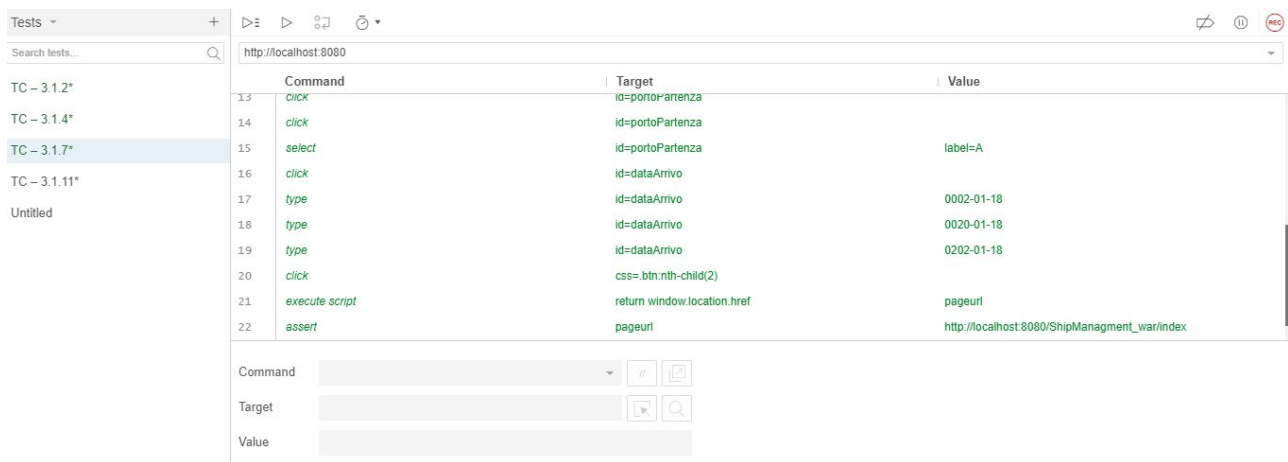 Tests +
REC
Search tests...
http://localhost:8080
Command Target Value
TC – 3.1.2*
TC – 3.1.4*
TC – 3.1.7*
TC – 3.1.11*
Untitled
13 click id=portoPartenza
14 click id=portoPartenza
15 select id=portoPartenza label=A
16 click id=dataArrivo
17 type id=dataArrivo 0002-01-18
18 type id=dataArrivo 0020-01-18
19 type id=dataArrivo 0202-01-18
20 click css=.btn:nth-child(2)
21 execute script return window.location.href pageurl
22 assert pageurl http://localhost:8080/ShipManagment_war/index
Command //
Target
Value